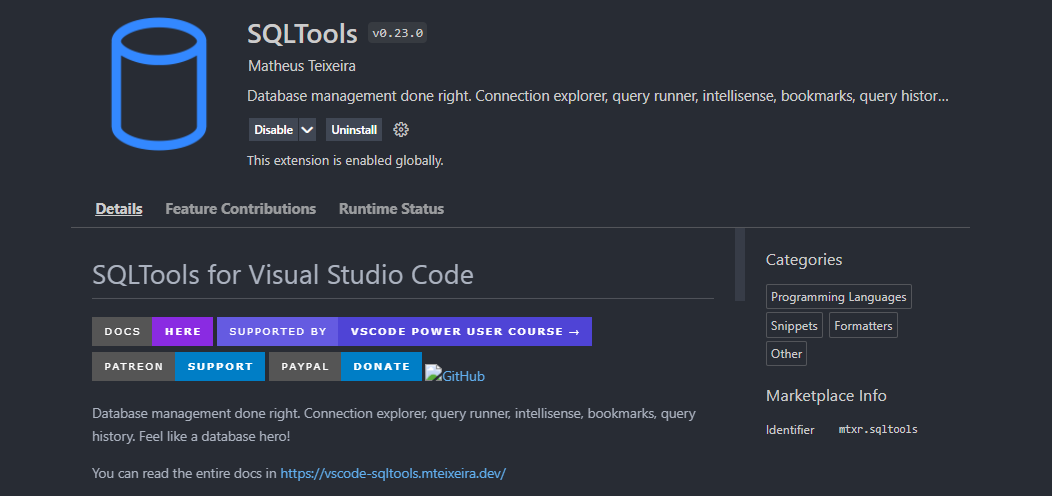 SQLTools v0.23.0
Matheus Teixeira
Database management done right. Connection explorer, query runner, intellisense, bookmarks, query histor...
Disable Uninstall
This extension is enabled globally.
Details Feature Contributions Runtime Status
SQLTools for Visual Studio Code
DOCS HERE SUPPORTED BY VSCODE POWER USER COURSE →
PATREON SUPPORT PAYPAL DONATE GitHub
Database management done right. Connection explorer, query runner, intellisense, bookmarks, query
history. Feel like a database hero!
You can read the entire docs in https://vscode-sqltools.mteixeira.dev/
Categories
Programming Languages
Snippets Formatters
Other
Marketplace Info
Identifier mtxr.sqltools